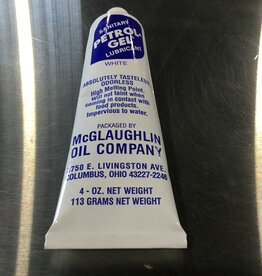 SANITARY
PETROL-
GEL
LUBRICANT
WHITE
ABSOLUTELY TASTELESS
ODORLESS
High Melting Point.
Will not taint when
coming in contact with
food products.
Impervious to water.
PACKAGED BY
McGLAUGHLIN
OIL COMPANY
3750 E. LIVINGSTON AVE.
COLUMBUS, OHIO 43227-2246
4 - OZ. NET WEIGHT
113 GRAMS NET WEIGHT